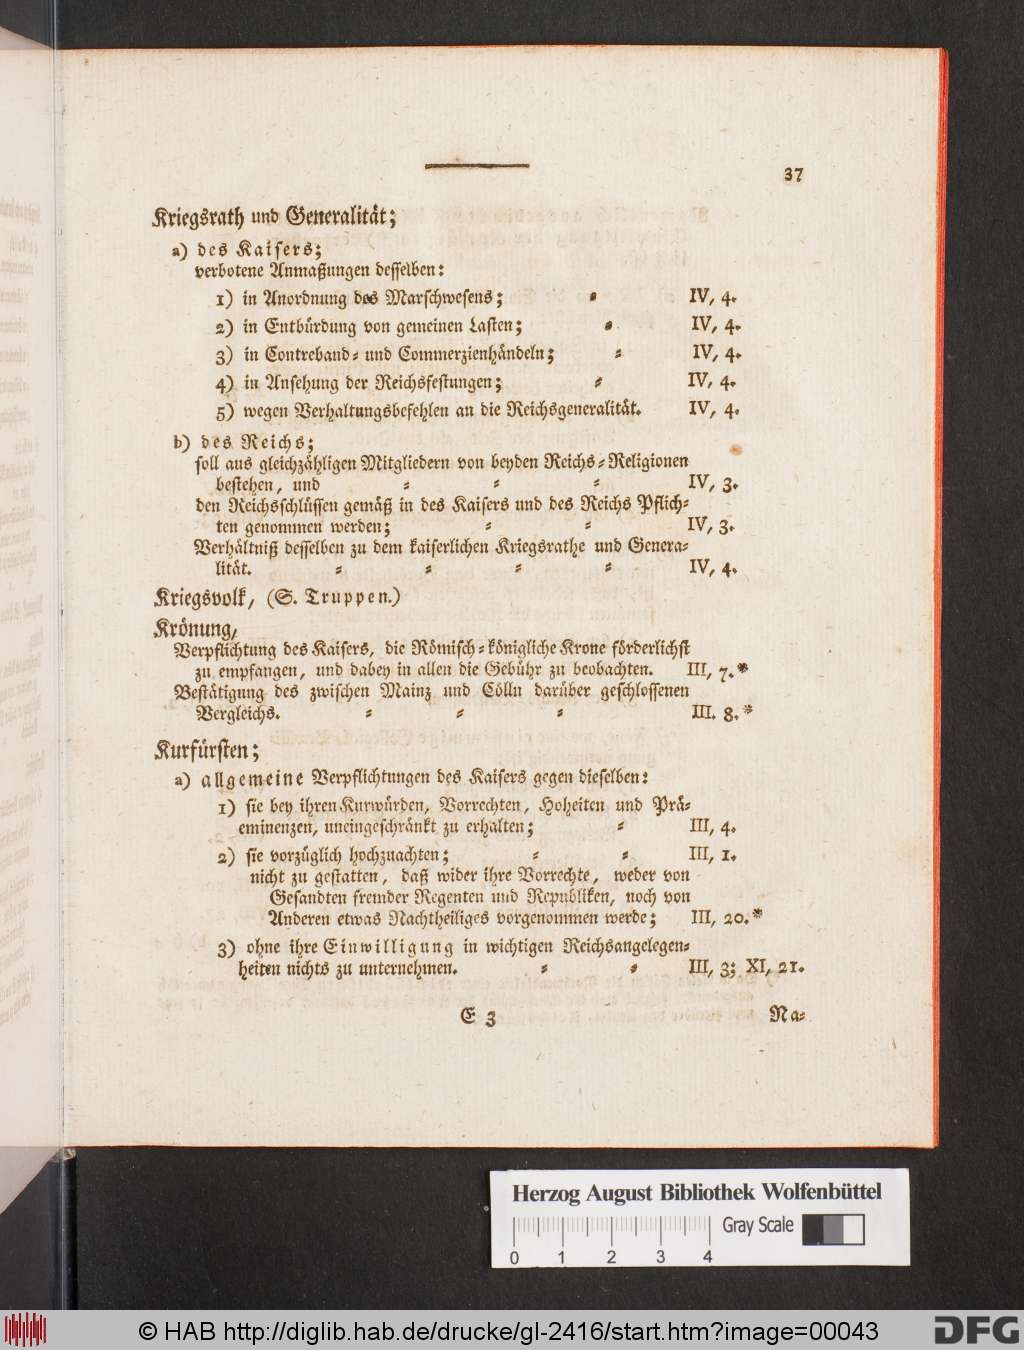 37
Kriegsrath und Generalität;
a) des Kaisers;
verbotene Anmaßungen desselben:
1) in Anordnung des Marschwesens; = IV, 4.
2) in Entbürdung von gemeinen Lasten; = IV, 4.
3) in Contreband= und Commerzienhändeln; = IV, 4.
4) in Ansehung der Reichsfestungen; = IV, 4.
5) wegen Verhaltungsbefehlen an die Reichsgeneralität. IV, 4.
b) des Reichs;
soll aus gleichzähligen Mitgliedern von beyden Reichs=Religionen
bestehen, und = = = IV, 3.
den Reichsschlüssen gemäß in des Kaisers und des Reichs Pflich=
ten genommen werden; = = IV, 3.
Verhältniß desselben zu dem kaiserlichen Kriegsrathe und Genera=
lität. = = = = IV, 4.
Kriegsvolk, (S. Truppen.)
Krönung,
Verpflichtung des Kaisers, die Römisch=königliche Krone förderlichst
zu empfangen, und dabey in allen die Gebühr zu beobachten. III, 7.*
Bestätigung des zwischen Mainz und Cölln darüber geschlossenen
Vergleichs. = = = III. 8.*
Kurfürsten;
a) allgemeine Verpflichtungen des Kaisers gegen dieselben:
1) sie bey ihren Kurwürden, Vorrechten, Hoheiten und Prä=
eminenzen, uneingeschränkt zu erhalten; = III, 4.
2) sie vorzüglich hochzuachten; = = III, 1.
nicht zu gestatten, daß wider ihre Vorrechte, weder von
Gesandten fremder Regenten und Republiken, noch von
Anderen etwas Nachtheiliges vorgenommen werde; III, 20.*
3) ohne ihre Einwilligung in wichtigen Reichsangelegen=
heiten nichts zu unternehmen. = = III, 3; XI, 21.
E 3 Na=
Herzog August Bibliothek Wolfenbüttel
Gray Scale
0 1 2 3 4
© HAB http://diglib.hab.de/drucke/gl-2416/start.htm?image=00043
DFG